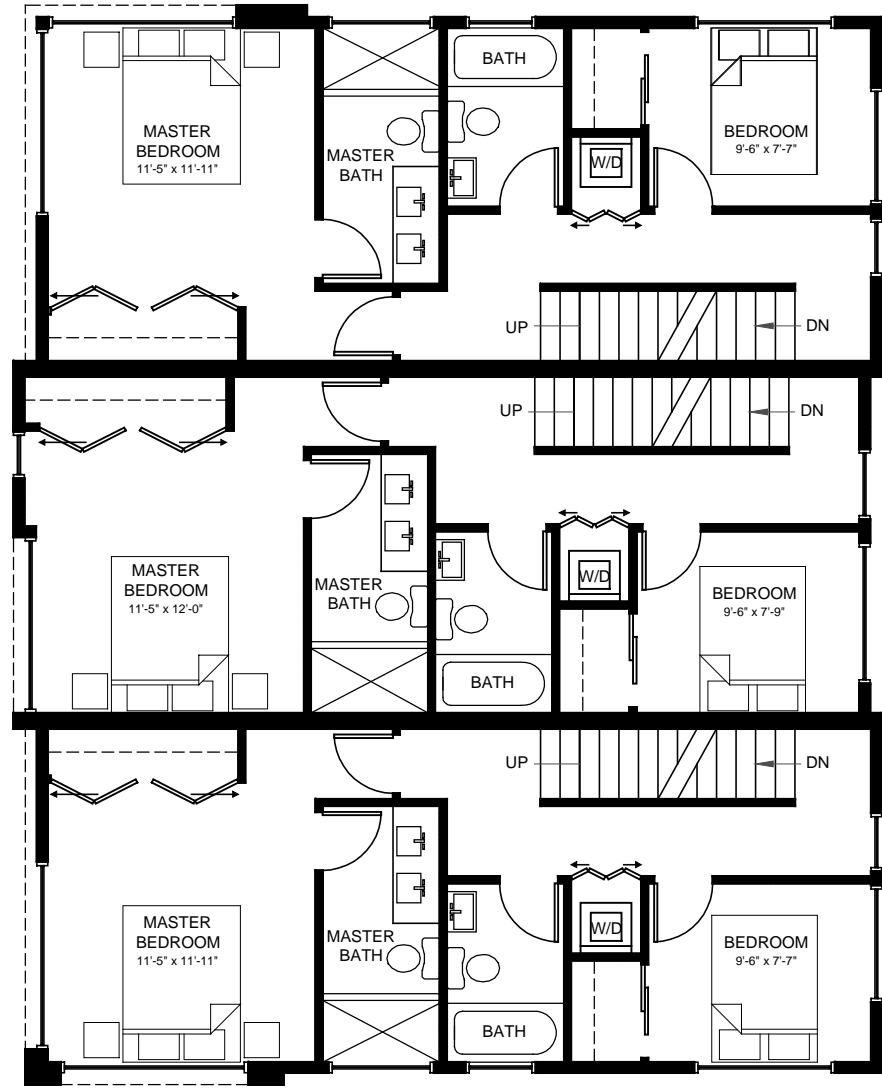 BATH
MASTER
BEDROOM
11'-5" x 11'-11"
MASTER
BATH
W/D
BEDROOM
9'-6" x 7'-7"
UP
DN
UP
DN
MASTER
BEDROOM
11'-5" x 12'-0"
MASTER
BATH
W/D
BEDROOM
9'-6" x 7'-9"
BATH
UP
DN
MASTER
BEDROOM
11'-5" x 11'-11"
MASTER
BATH
W/D
BEDROOM
9'-6" x 7'-7"
BATH